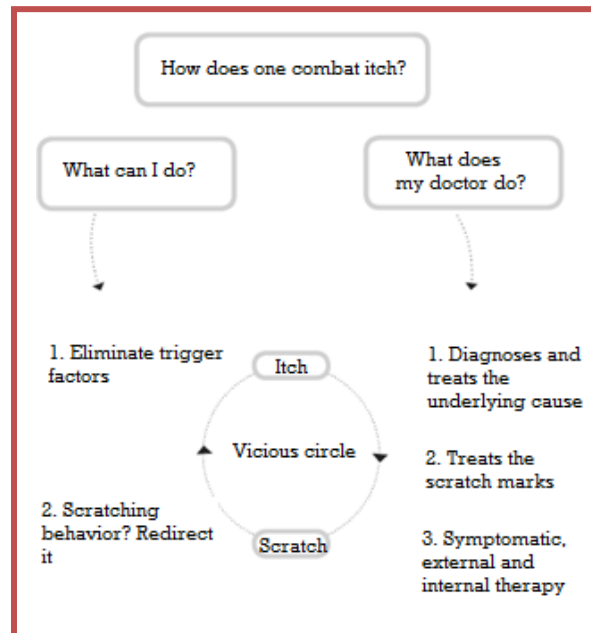 How does one combat itch?
What can I do?
What does
my doctor do?
1. Eliminate trigger
factors
2. Scratching
behavior? Redirect
it
Itch
Vicious circle
Scratch
1. Diagnoses and
treats the
underlying cause
2. Treats the
scratch marks
3. Symptomatic,
external and
internal therapy